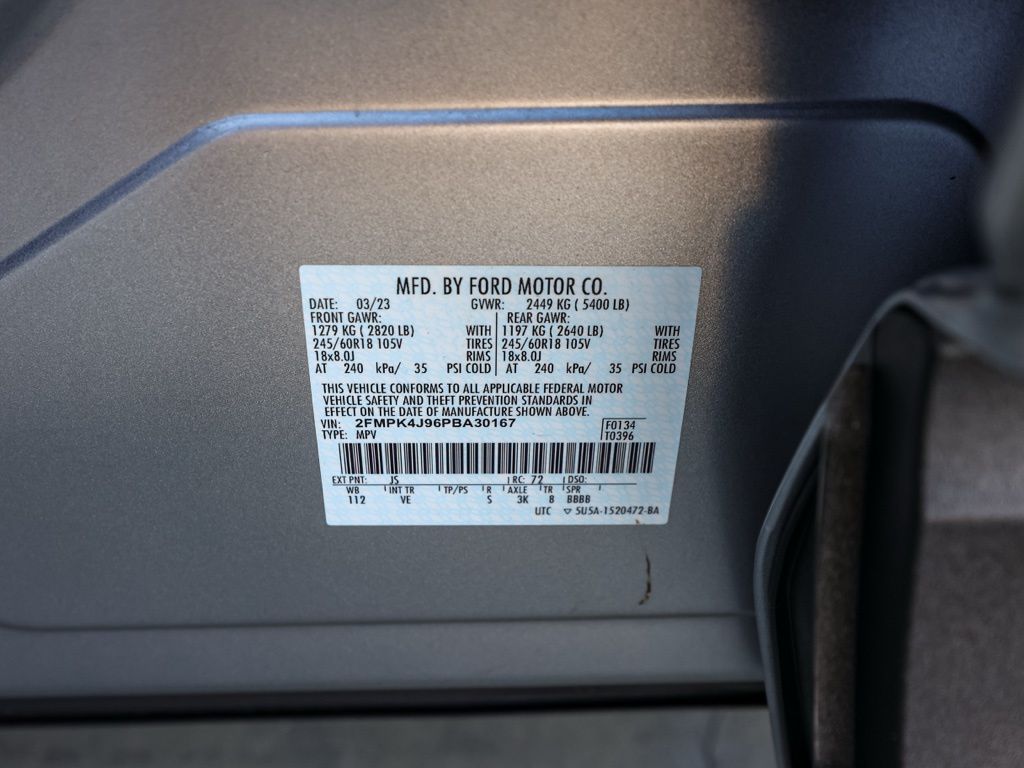 MFD. BY FORD MOTOR CO.
DATE: 03/23 GVWR: 2449 KG ( 5400 LB)
FRONT GAWR: REAR GAWR:
1279 KG ( 2820 LB) WITH 1197 KG ( 2640 LB) WITH
245/60R18 105V TIRES 245/60R18 105V TIRES
18x8.0J RIMS 18x8.0J RIMS
AT 240 kPa/ 35 PSI COLD AT 240 kPa/ 35 PSI COLD
THIS VEHICLE CONFORMS TO ALL APPLICABLE FEDERAL MOTOR
VEHICLE SAFETY AND THEFT PREVENTION STANDARDS IN
EFFECT ON THE DATE OF MANUFACTURE SHOWN ABOVE.
VIN: 2FMPK4J96PBA30167 F0134
TYPE: MPV T0396
EXT PNT: JS RC: 72 DSO:
WB INT TR TP/PS R AXLE TR SPR
112 VE S 3K 8 BBBB
UTC ▽ 5U5A-1520472-BA